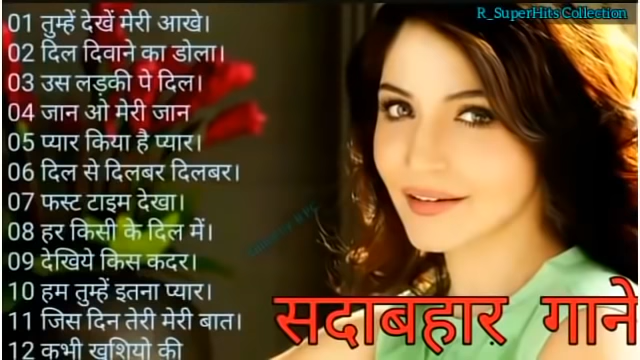 R_SuperHits Collection
01 तुम्हें देखें मेरी आखे।
02 दिल दिवाने का डोला।
03 उस लड़की पे दिल।
04 जान ओ मेरी जान
05 प्यार किया है प्यार।
06 दिल से दिलबर दिलबर।
07 फस्ट टाइम देखा।
08 हर किसी के दिल में।
09 देखिये किस कदर।
10 हम तुम्हें इतना प्यार।
11 जिस दिन तेरी मेरी बात।
12 कभी खुशियो की
सदाबहार गाने